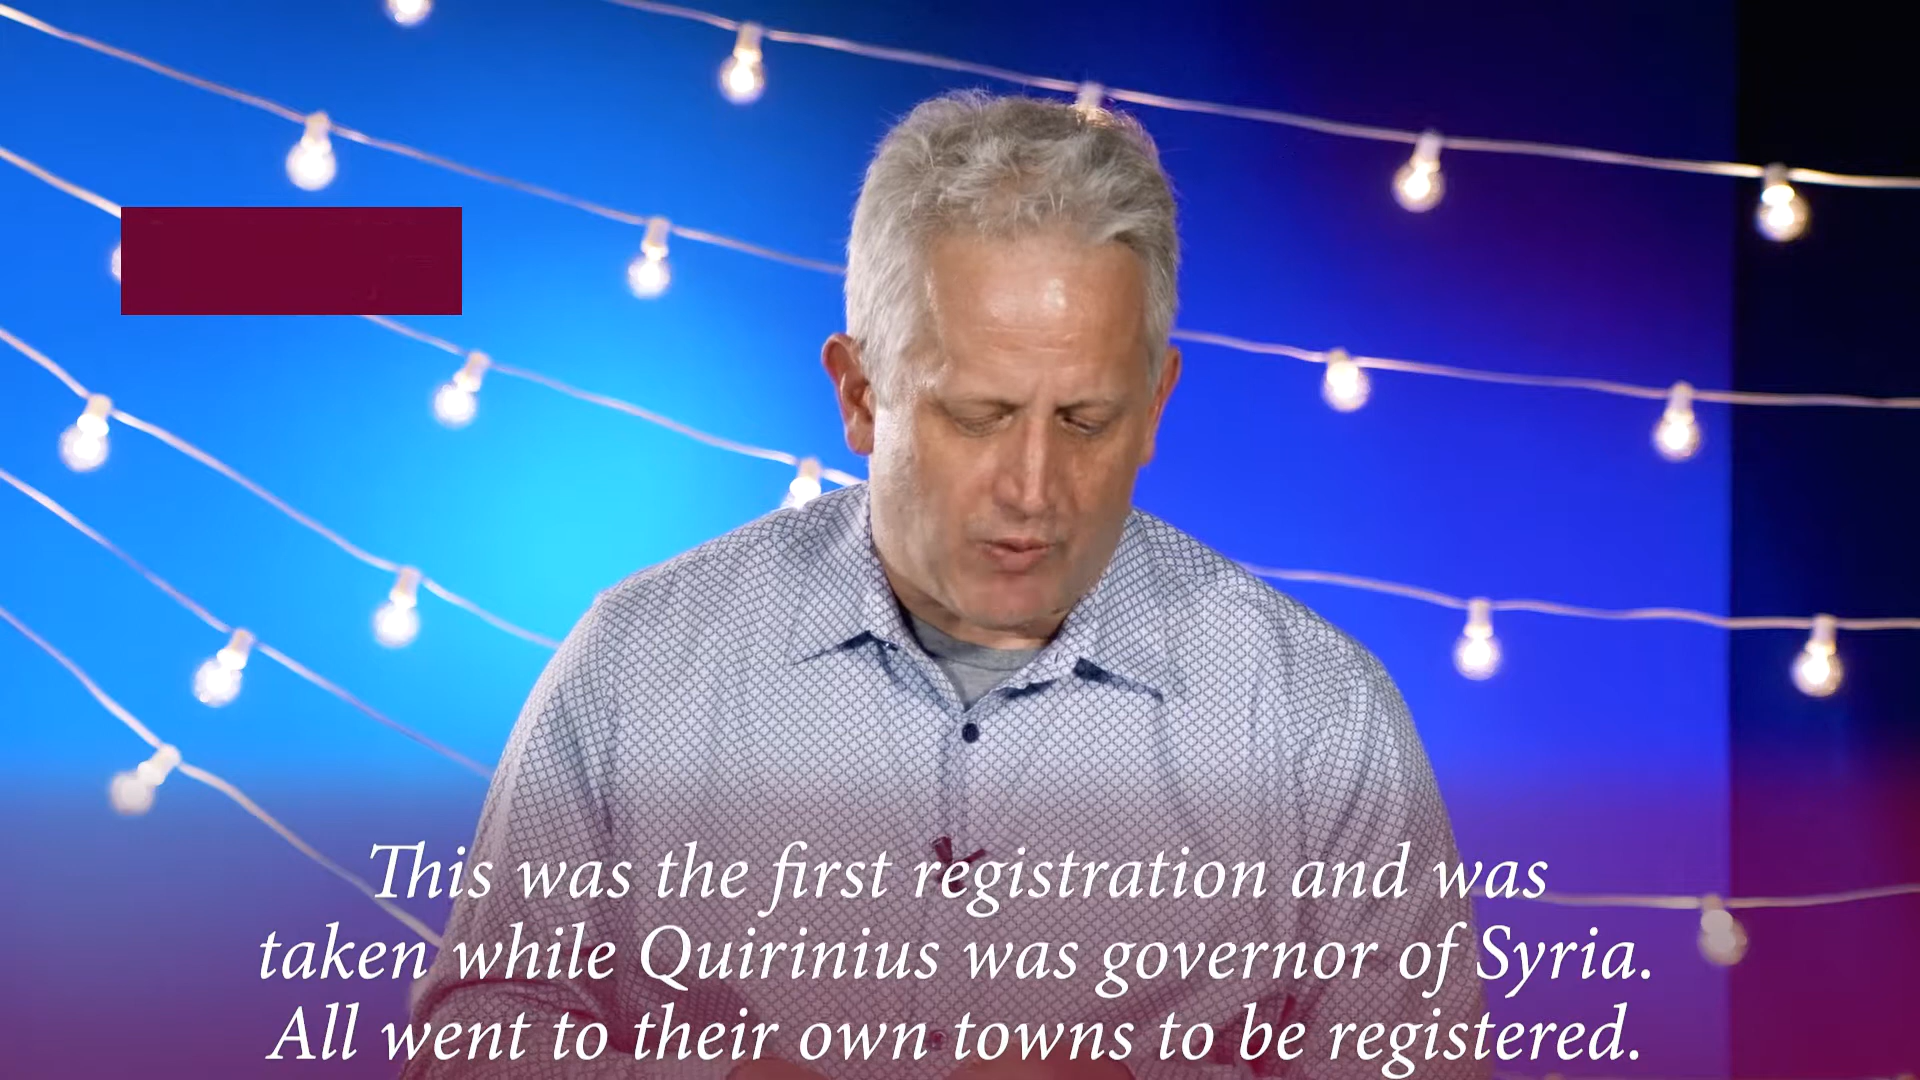 This was the first registration and was
taken while Quirinius was governor of Syria.
All went to their own towns to be registered.